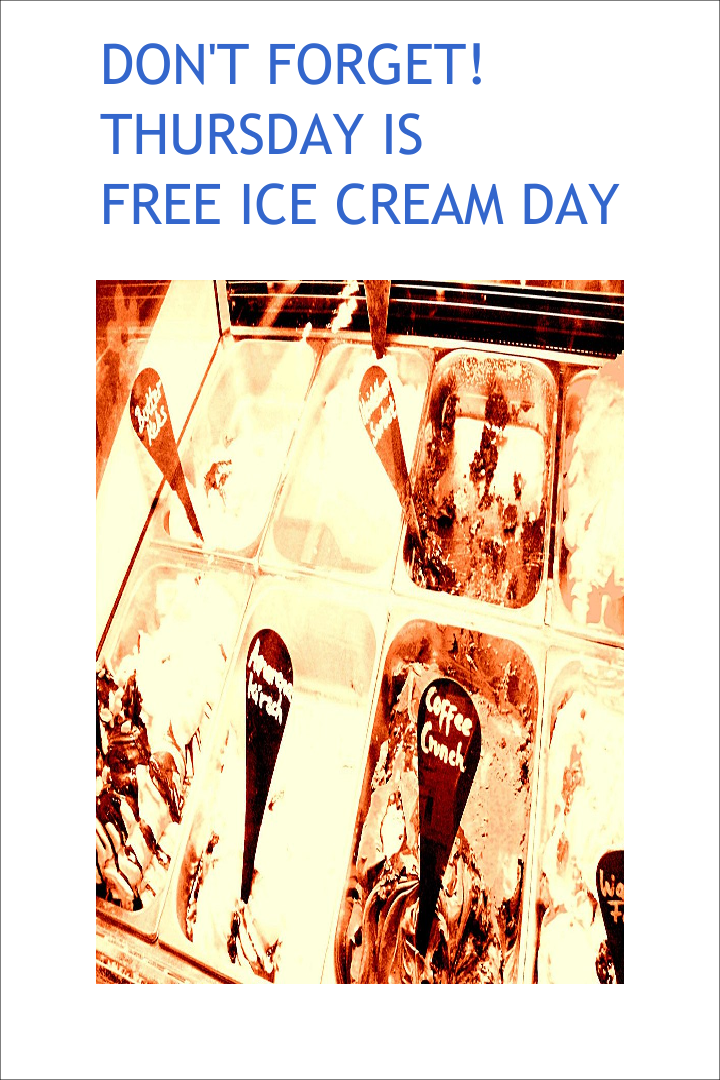 DON'T FORGET!
THURSDAY IS
FREE ICE CREAM DAY
Coffee
Crunch